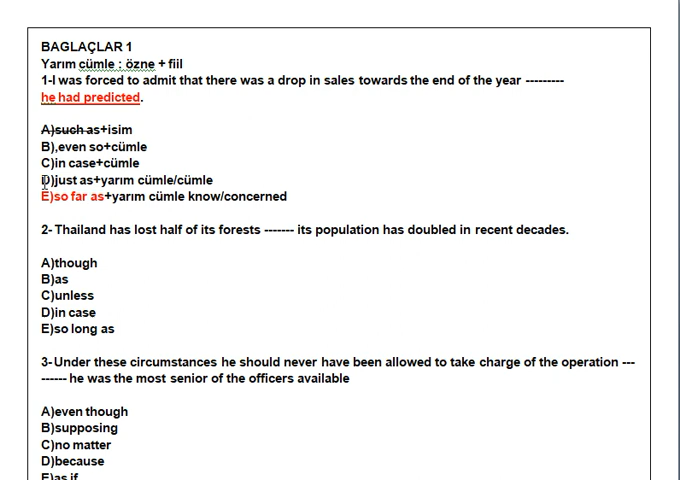 BAGLAÇLAR 1
Yarım cümle : özne + fiil
1-I was forced to admit that there was a drop in sales towards the end of the year ---------
he had predicted.
A)such as+isim
B),even so+cümle
C)in case+cümle
D)just as+yarım cümle/cümle
E)so far as+yarım cümle know/concerned
2- Thailand has lost half of its forests ------- its population has doubled in recent decades.
A)though
B)as
C)unless
D)in case
E)so long as
3-Under these circumstances he should never have been allowed to take charge of the operation ---
------ he was the most senior of the officers available
A)even though
B)supposing
C)no matter
D)because
E)as if